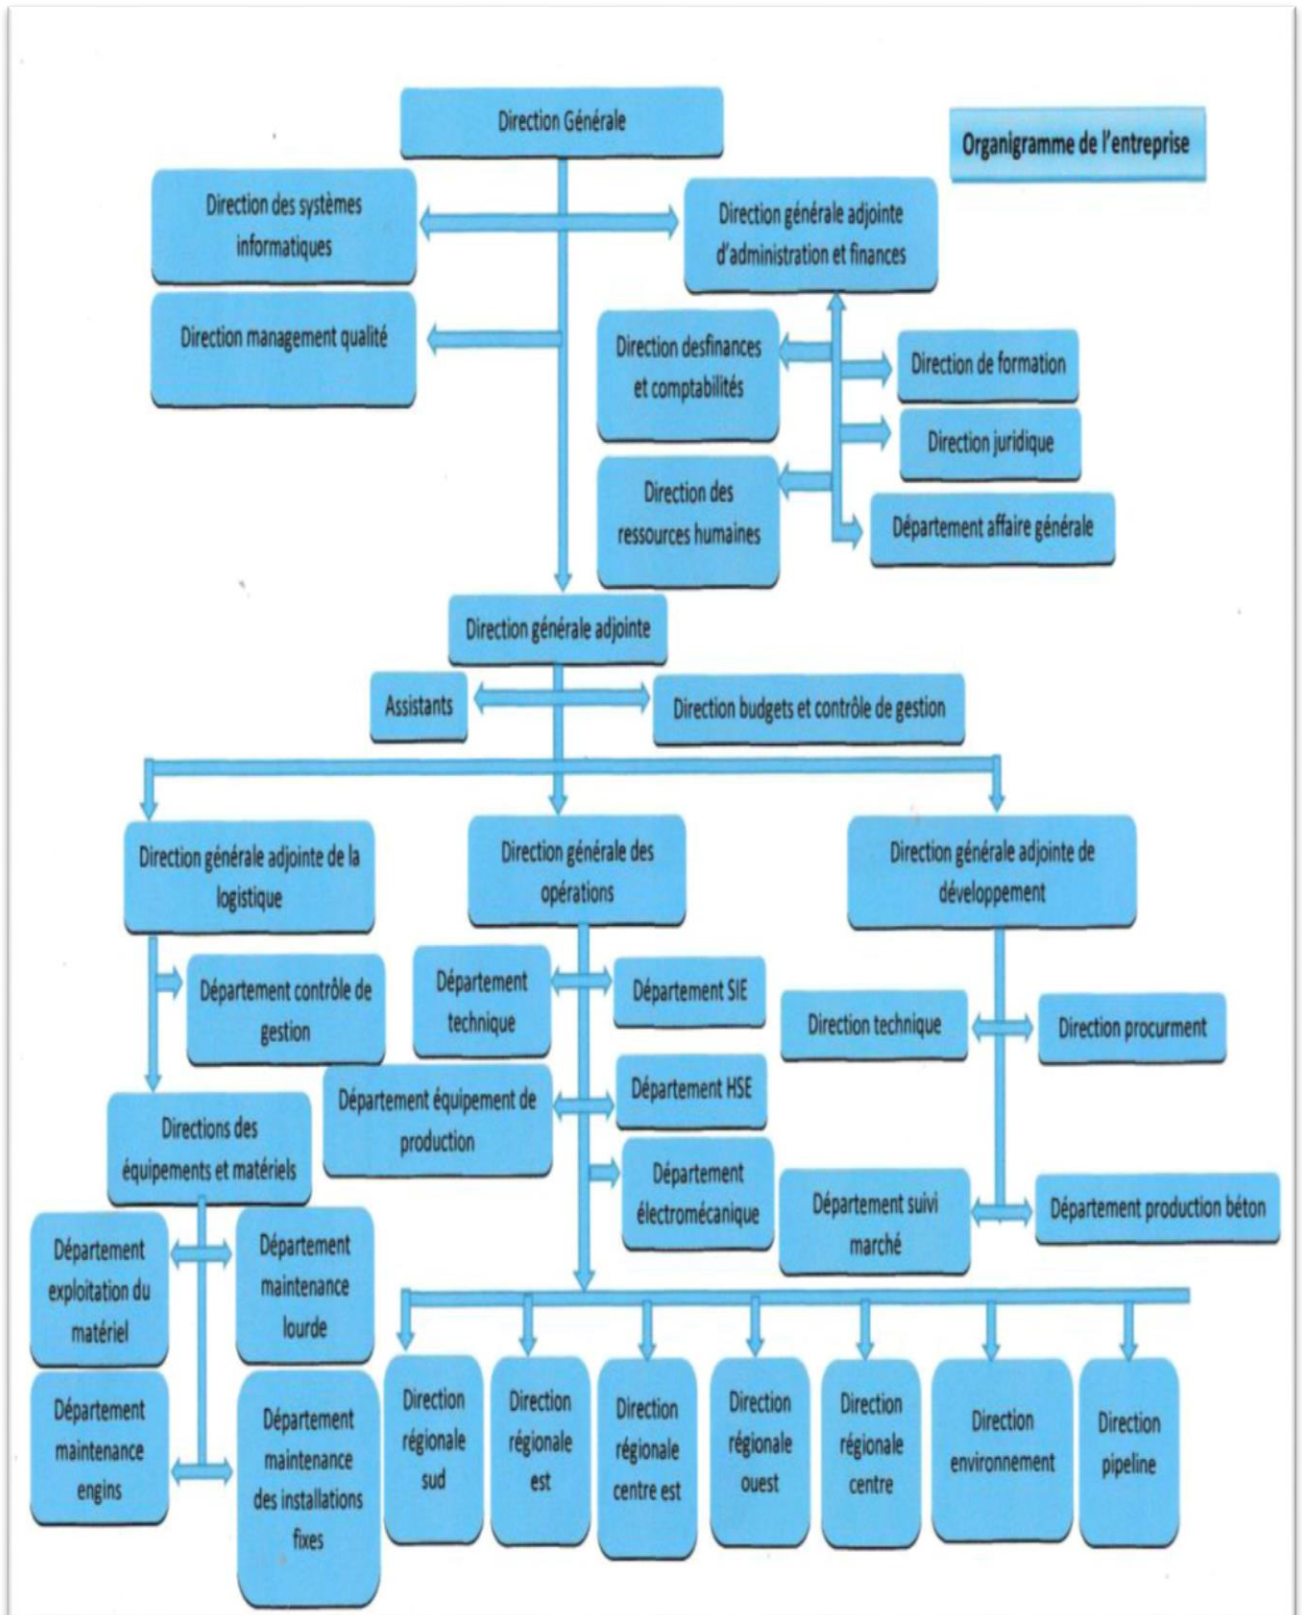 Direction Générale
Organigramme de l'entreprise
Direction des systèmes
informatiques
Direction générale adjointe
d'administration et finances
Direction management qualité
Direction desfinances
et comptabilités
Direction de formation
Direction juridique
Direction des
ressources humaines
Département affaire générale
Direction générale adjointe
Assistants
Direction budgets et contrôle de gestion
Direction générale adjointe de la
logistique
Direction générale des
opérations
Direction générale adjointe de
développement
Département contrôle de
gestion
Département
technique
Département SIE
Direction technique
Direction procurment
Directions des
équipements et matériels
Département équipement de
production
Département HSE
Département
électromécanique
Département suivi
marché
Département production béton
Département
exploitation du
matériel
Département
maintenance
lourde
Département
maintenance
engins
Département
maintenance
des installations
fixes
Direction
régionale
sud
Direction
régionale
est
Direction
régionale
centre est
Direction
régionale
ouest
Direction
régionale
centre
Direction
environnement
Direction
pipeline